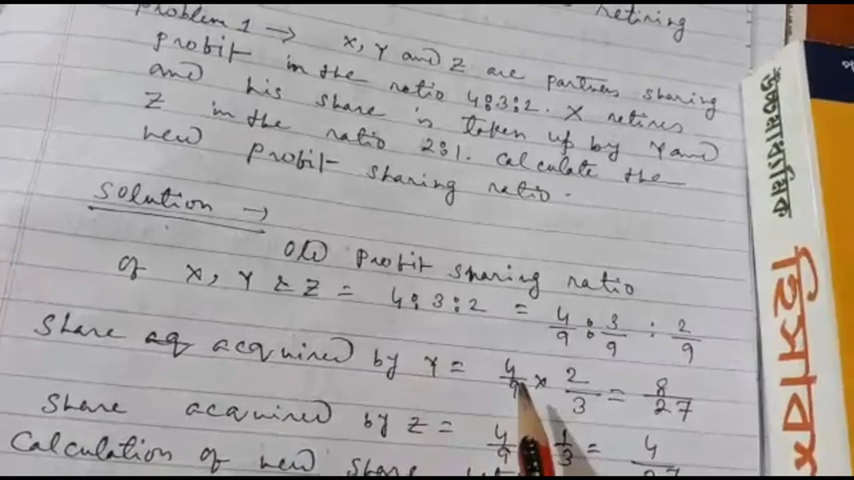 retiring
Problem 1 → X, Y and Z are partners sharing
profit in the ratio 4:3:2. X retires
and his share is taken up by Y and
Z in the ratio 2:1. calculate the
new profit sharing ratio.
Solution →
Old profit sharing ratio
of X, Y & Z = 4:3:2 = 4/9 : 3/9 : 2/9
Share aq acquired by Y = 4/9 × 2/3 = 8/27
Share acquired by Z = 4/9 1/3 = 4/27
Calculation of new share
হিসাব